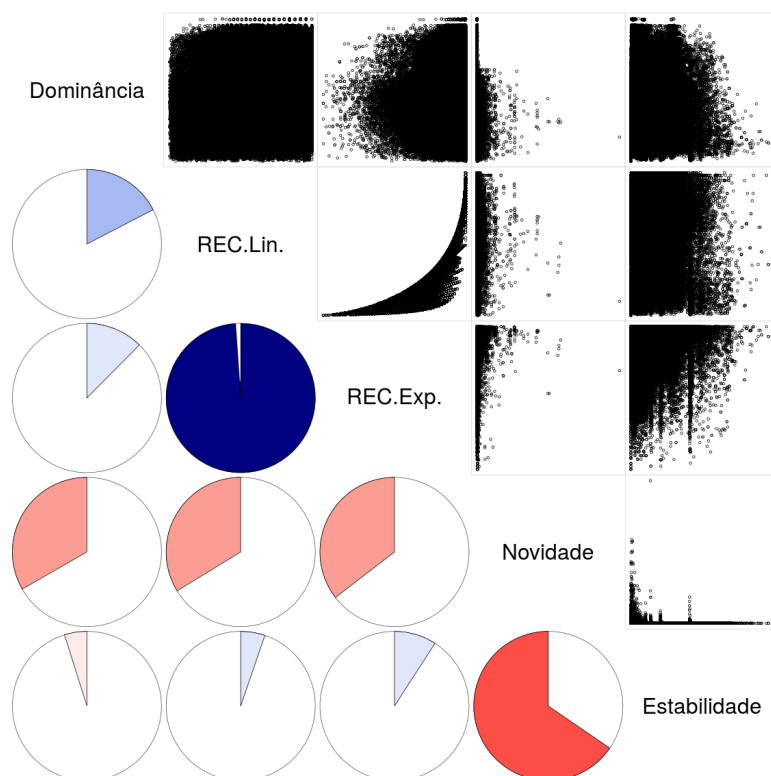 Dominância
REC.Lin.
REC.Exp.
Novidade
Estabilidade